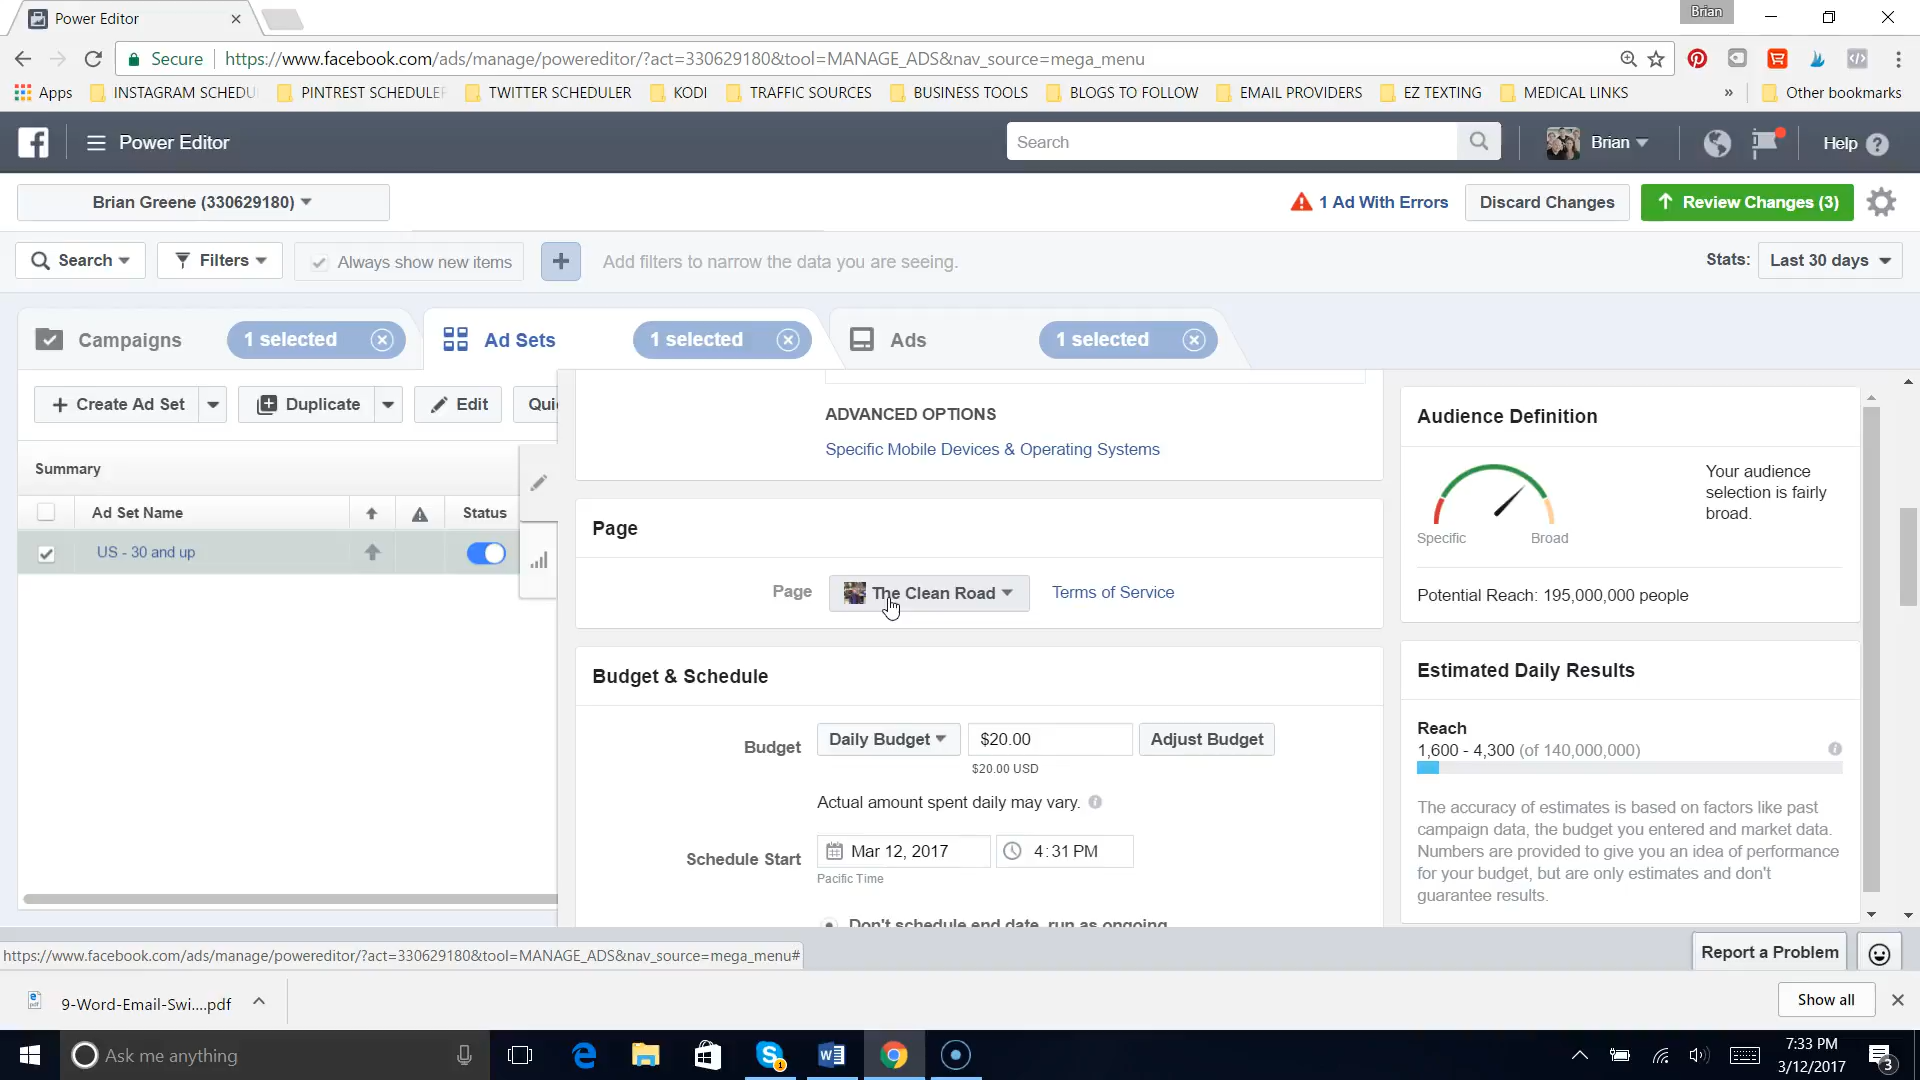 Power Editor
Brian
Secure
https://www.facebook.com/ads/manage/powereditor/?act=330629180&tool=MANAGE_ADS&nav_source=mega_menu
Apps
INSTAGRAM SCHEDU
PINTREST SCHEDULER
TWITTER SCHEDULER
KODI
TRAFFIC SOURCES
BUSINESS TOOLS
BLOGS TO FOLLOW
EMAIL PROVIDERS
EZ TEXTING
MEDICAL LINKS
»
Other bookmarks
Power Editor
Search
Brian
Help
Brian Greene (330629180)
1 Ad With Errors
Discard Changes
Review Changes (3)
Search
Filters
Always show new items
Add filters to narrow the data you are seeing.
Stats:
Last 30 days
Campaigns
1 selected
Ad Sets
1 selected
Ads
1 selected
Create Ad Set
Duplicate
Edit
Quic
Summary
Ad Set Name
Status
US - 30 and up
ADVANCED OPTIONS
Specific Mobile Devices & Operating Systems
Page
Page
The Clean Road
Terms of Service
Budget & Schedule
Budget
Daily Budget
$20.00
Adjust Budget
$20.00 USD
Actual amount spent daily may vary.
Schedule Start
Mar 12, 2017
4:31 PM
Pacific Time
Don't schedule end date, run as ongoing
Audience Definition
Your audience
selection is fairly
broad.
Specific
Broad
Potential Reach: 195,000,000 people
Estimated Daily Results
Reach
1,600 - 4,300 (of 140,000,000)
The accuracy of estimates is based on factors like past
campaign data, the budget you entered and market data.
Numbers are provided to give you an idea of performance
for your budget, but are only estimates and don't
guarantee results.
https://www.facebook.com/ads/manage/powereditor/?act=330629180&tool=MANAGE_ADS&nav_source=mega_menu#
Report a Problem
9-Word-Email-Swi....pdf
Show all
Ask me anything
7:33 PM
3/12/2017
3